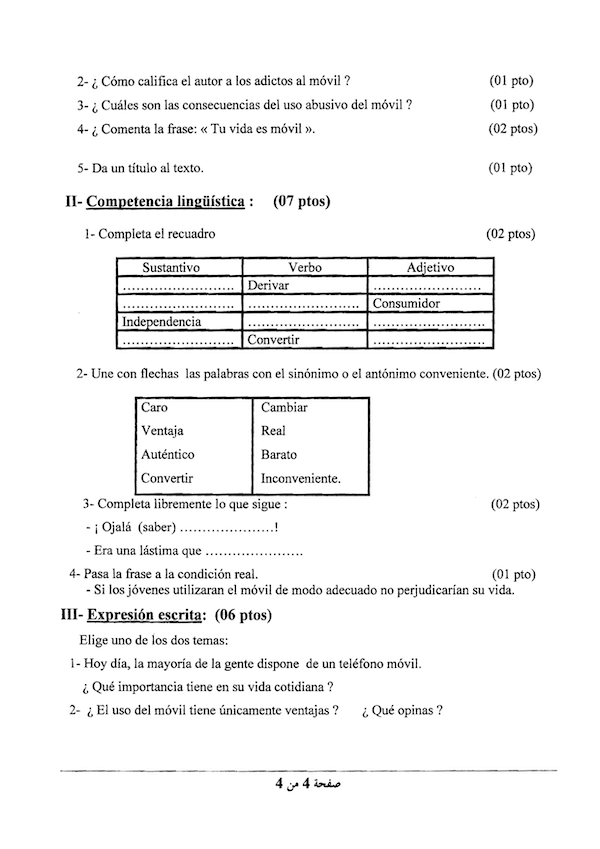 2- ¿ Cómo califica el autor a los adictos al móvil ? (01 pto)
3- ¿ Cuáles son las consecuencias del uso abusivo del móvil ? (01 pto)
4- ¿ Comenta la frase: « Tu vida es móvil ». (02 ptos)
5- Da un título al texto. (01 pto)
II- Competencia lingüística : (07 ptos)
1- Completa el recuadro (02 ptos)
Sustantivo Verbo Adjetivo
......................... Derivar ........................
......................... ......................... Consumidor
Independencia ......................... .........................
......................... Convertir .........................
2- Une con flechas las palabras con el sinónimo o el antónimo conveniente. (02 ptos)
Caro Cambiar
Ventaja Real
Auténtico Barato
Convertir Inconveniente.
3- Completa libremente lo que sigue : (02 ptos)
- ¡ Ojalá (saber) .....................!
- Era una lástima que ......................
4- Pasa la frase a la condición real. (01 pto)
- Si los jóvenes utilizaran el móvil de modo adecuado no perjudicarían su vida.
III- Expresión escrita: (06 ptos)
Elige uno de los dos temas:
1- Hoy día, la mayoría de la gente dispone de un teléfono móvil.
¿ Qué importancia tiene en su vida cotidiana ?
2- ¿ El uso del móvil tiene únicamente ventajas ? ¿ Qué opinas ?
صفحة 4 من 4